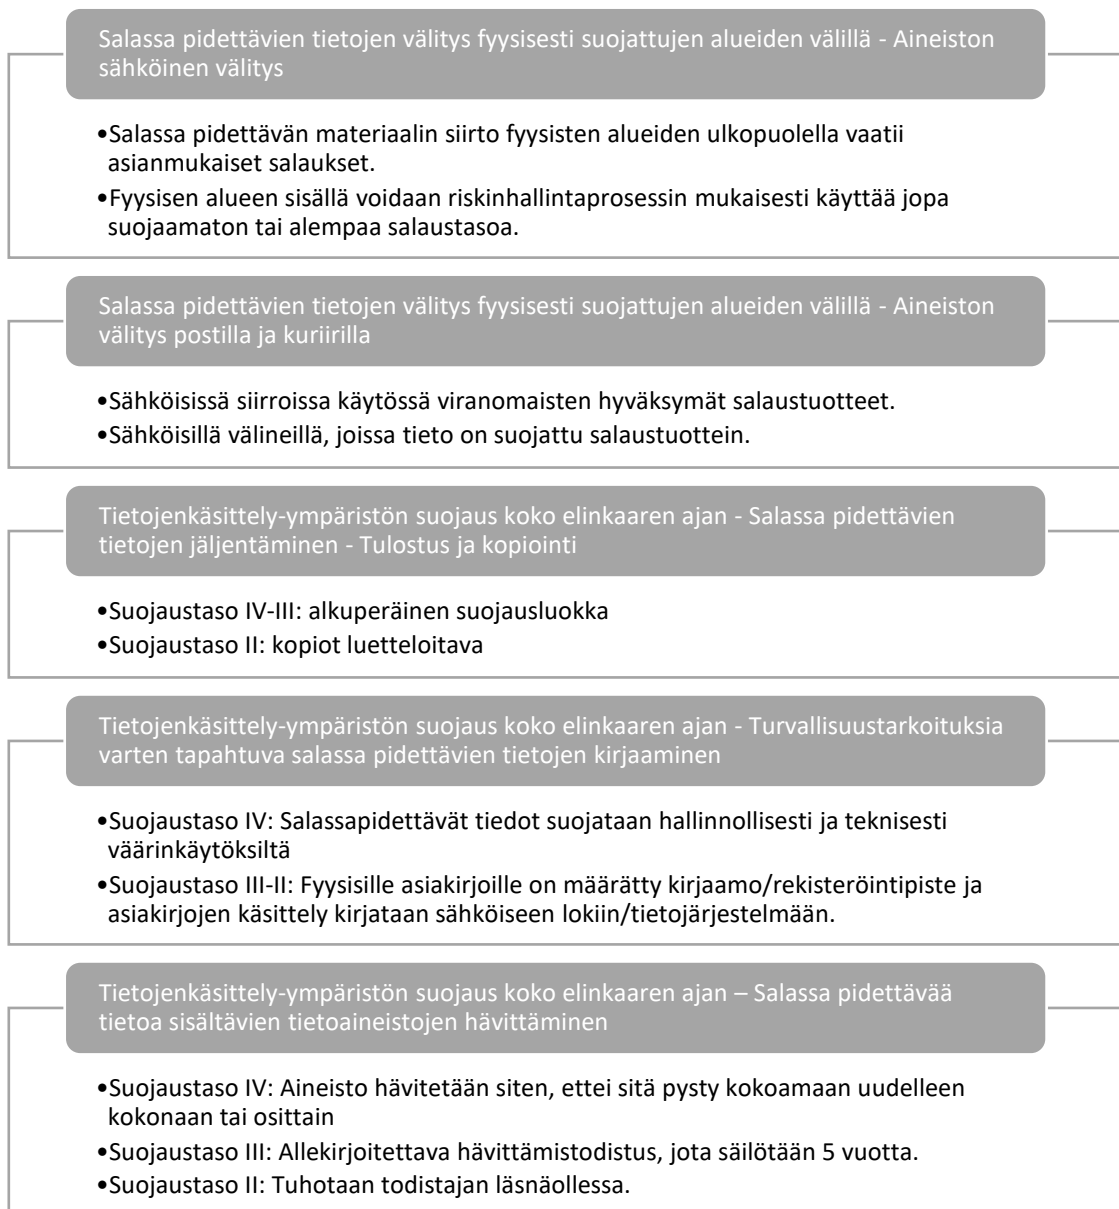 Salassa pidettävien tietojen välitys fyysisesti suojattujen alueiden välillä - Aineiston
sähköinen välitys
•Salassa pidettävän materiaalin siirto fyysisten alueiden ulkopuolella vaatii
asianmukaiset salaukset.
•Fyysisen alueen sisällä voidaan riskinhallintaprosessin mukaisesti käyttää jopa
suojaamaton tai alempaa salaustasoa.
Salassa pidettävien tietojen välitys fyysisesti suojattujen alueiden välillä - Aineiston
välitys postilla ja kuriirilla
•Sähköisissä siirroissa käytössä viranomaisten hyväksymät salaustuotteet.
•Sähköisillä välineillä, joissa tieto on suojattu salaustuottein.
Tietojenkäsittely-ympäristön suojaus koko elinkaaren ajan - Salassa pidettävien
tietojen jäljentäminen - Tulostus ja kopiointi
•Suojaustaso IV-III: alkuperäinen suojausluokka
•Suojaustaso II: kopiot luetteloitava
Tietojenkäsittely-ympäristön suojaus koko elinkaaren ajan - Turvallisuustarkoituksia
varten tapahtuva salassa pidettävien tietojen kirjaaminen
•Suojaustaso IV: Salassapidettävät tiedot suojataan hallinnollisesti ja teknisesti
väärinkäytöksiltä
•Suojaustaso III-II: Fyysisille asiakirjoille on määrätty kirjaamo/rekisteröintipiste ja
asiakirjojen käsittely kirjataan sähköiseen lokiin/tietojärjestelmään.
Tietojenkäsittely-ympäristön suojaus koko elinkaaren ajan – Salassa pidettävää
tietoa sisältävien tietoaineistojen hävittäminen
•Suojaustaso IV: Aineisto hävitetään siten, ettei sitä pysty kokoamaan uudelleen
kokonaan tai osittain
•Suojaustaso III: Allekirjoitettava hävittämistodistus, jota säilötään 5 vuotta.
•Suojaustaso II: Tuhotaan todistajan läsnäollessa.